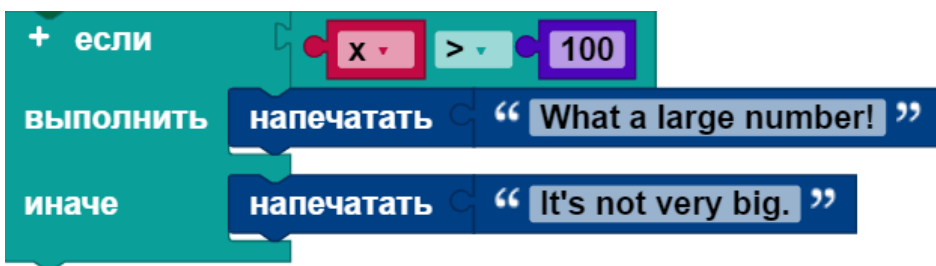 + если x > 100
выполнить напечатать “ What a large number! ”
иначе напечатать “ It's not very big. ”